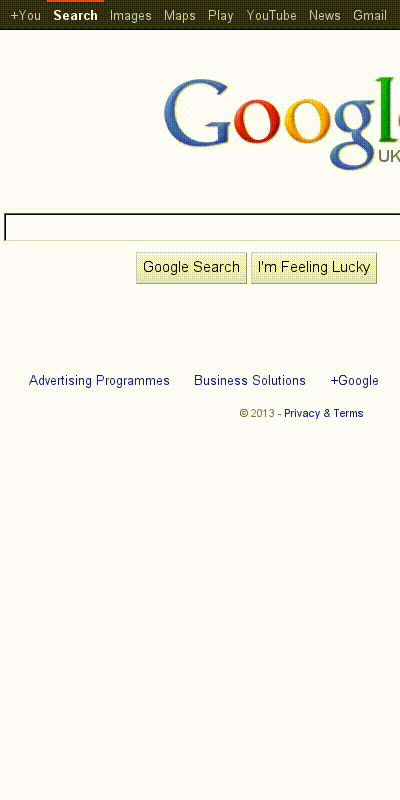 +You Search Images Maps Play YouTube News Gmail
Google
UK
Google Search I'm Feeling Lucky
Advertising Programmes Business Solutions +Google
© 2013 - Privacy & Terms